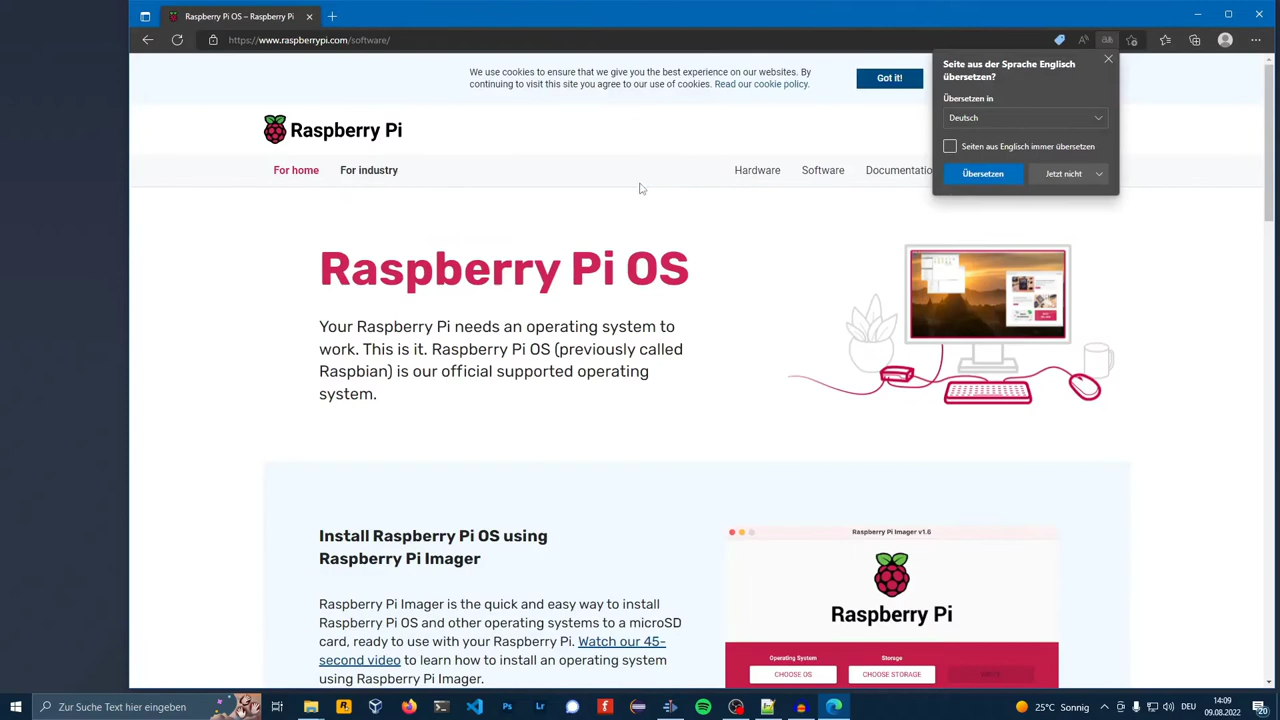 Raspberry Pi OS – Raspberry Pi
https://www.raspberrypi.com/software/
We use cookies to ensure that we give you the best experience on our websites. By
continuing to visit this site you agree to our use of cookies. Read our cookie policy.
Got it!
Seite aus der Sprache Englisch
übersetzen?
Übersetzen in
Deutsch
Seiten aus Englisch immer übersetzen
Übersetzen
Jetzt nicht
Raspberry Pi
For home
For industry
Hardware
Software
Documentatio
Raspberry Pi OS
Your Raspberry Pi needs an operating system to
work. This is it. Raspberry Pi OS (previously called
Raspbian) is our official supported operating
system.
Install Raspberry Pi OS using
Raspberry Pi Imager
Raspberry Pi Imager is the quick and easy way to install
Raspberry Pi OS and other operating systems to a microSD
card, ready to use with your Raspberry Pi. Watch our 45-
second video to learn how to install an operating system
using Raspberry Pi Imager.
Raspberry Pi Imager v1.6
Raspberry Pi
Operating System
Storage
CHOOSE OS
CHOOSE STORAGE
Zur Suche Text hier eingeben
Ps
Lr
25°C Sonnig
DEU
14:09
09.08.2022
20